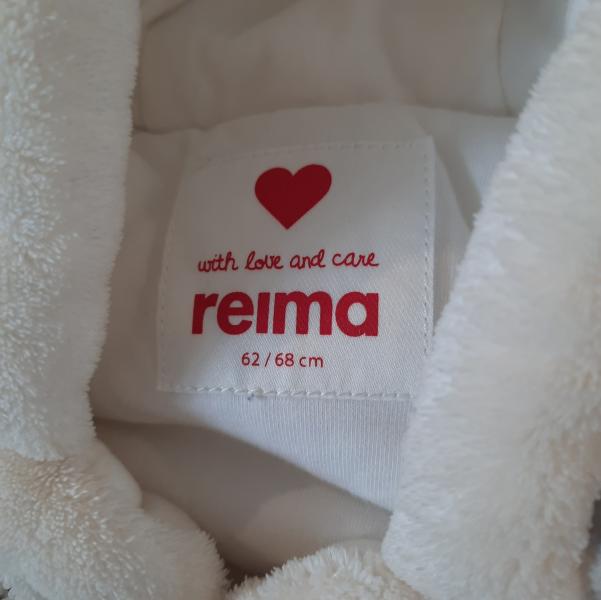 with love and care
reima
62 / 68 cm